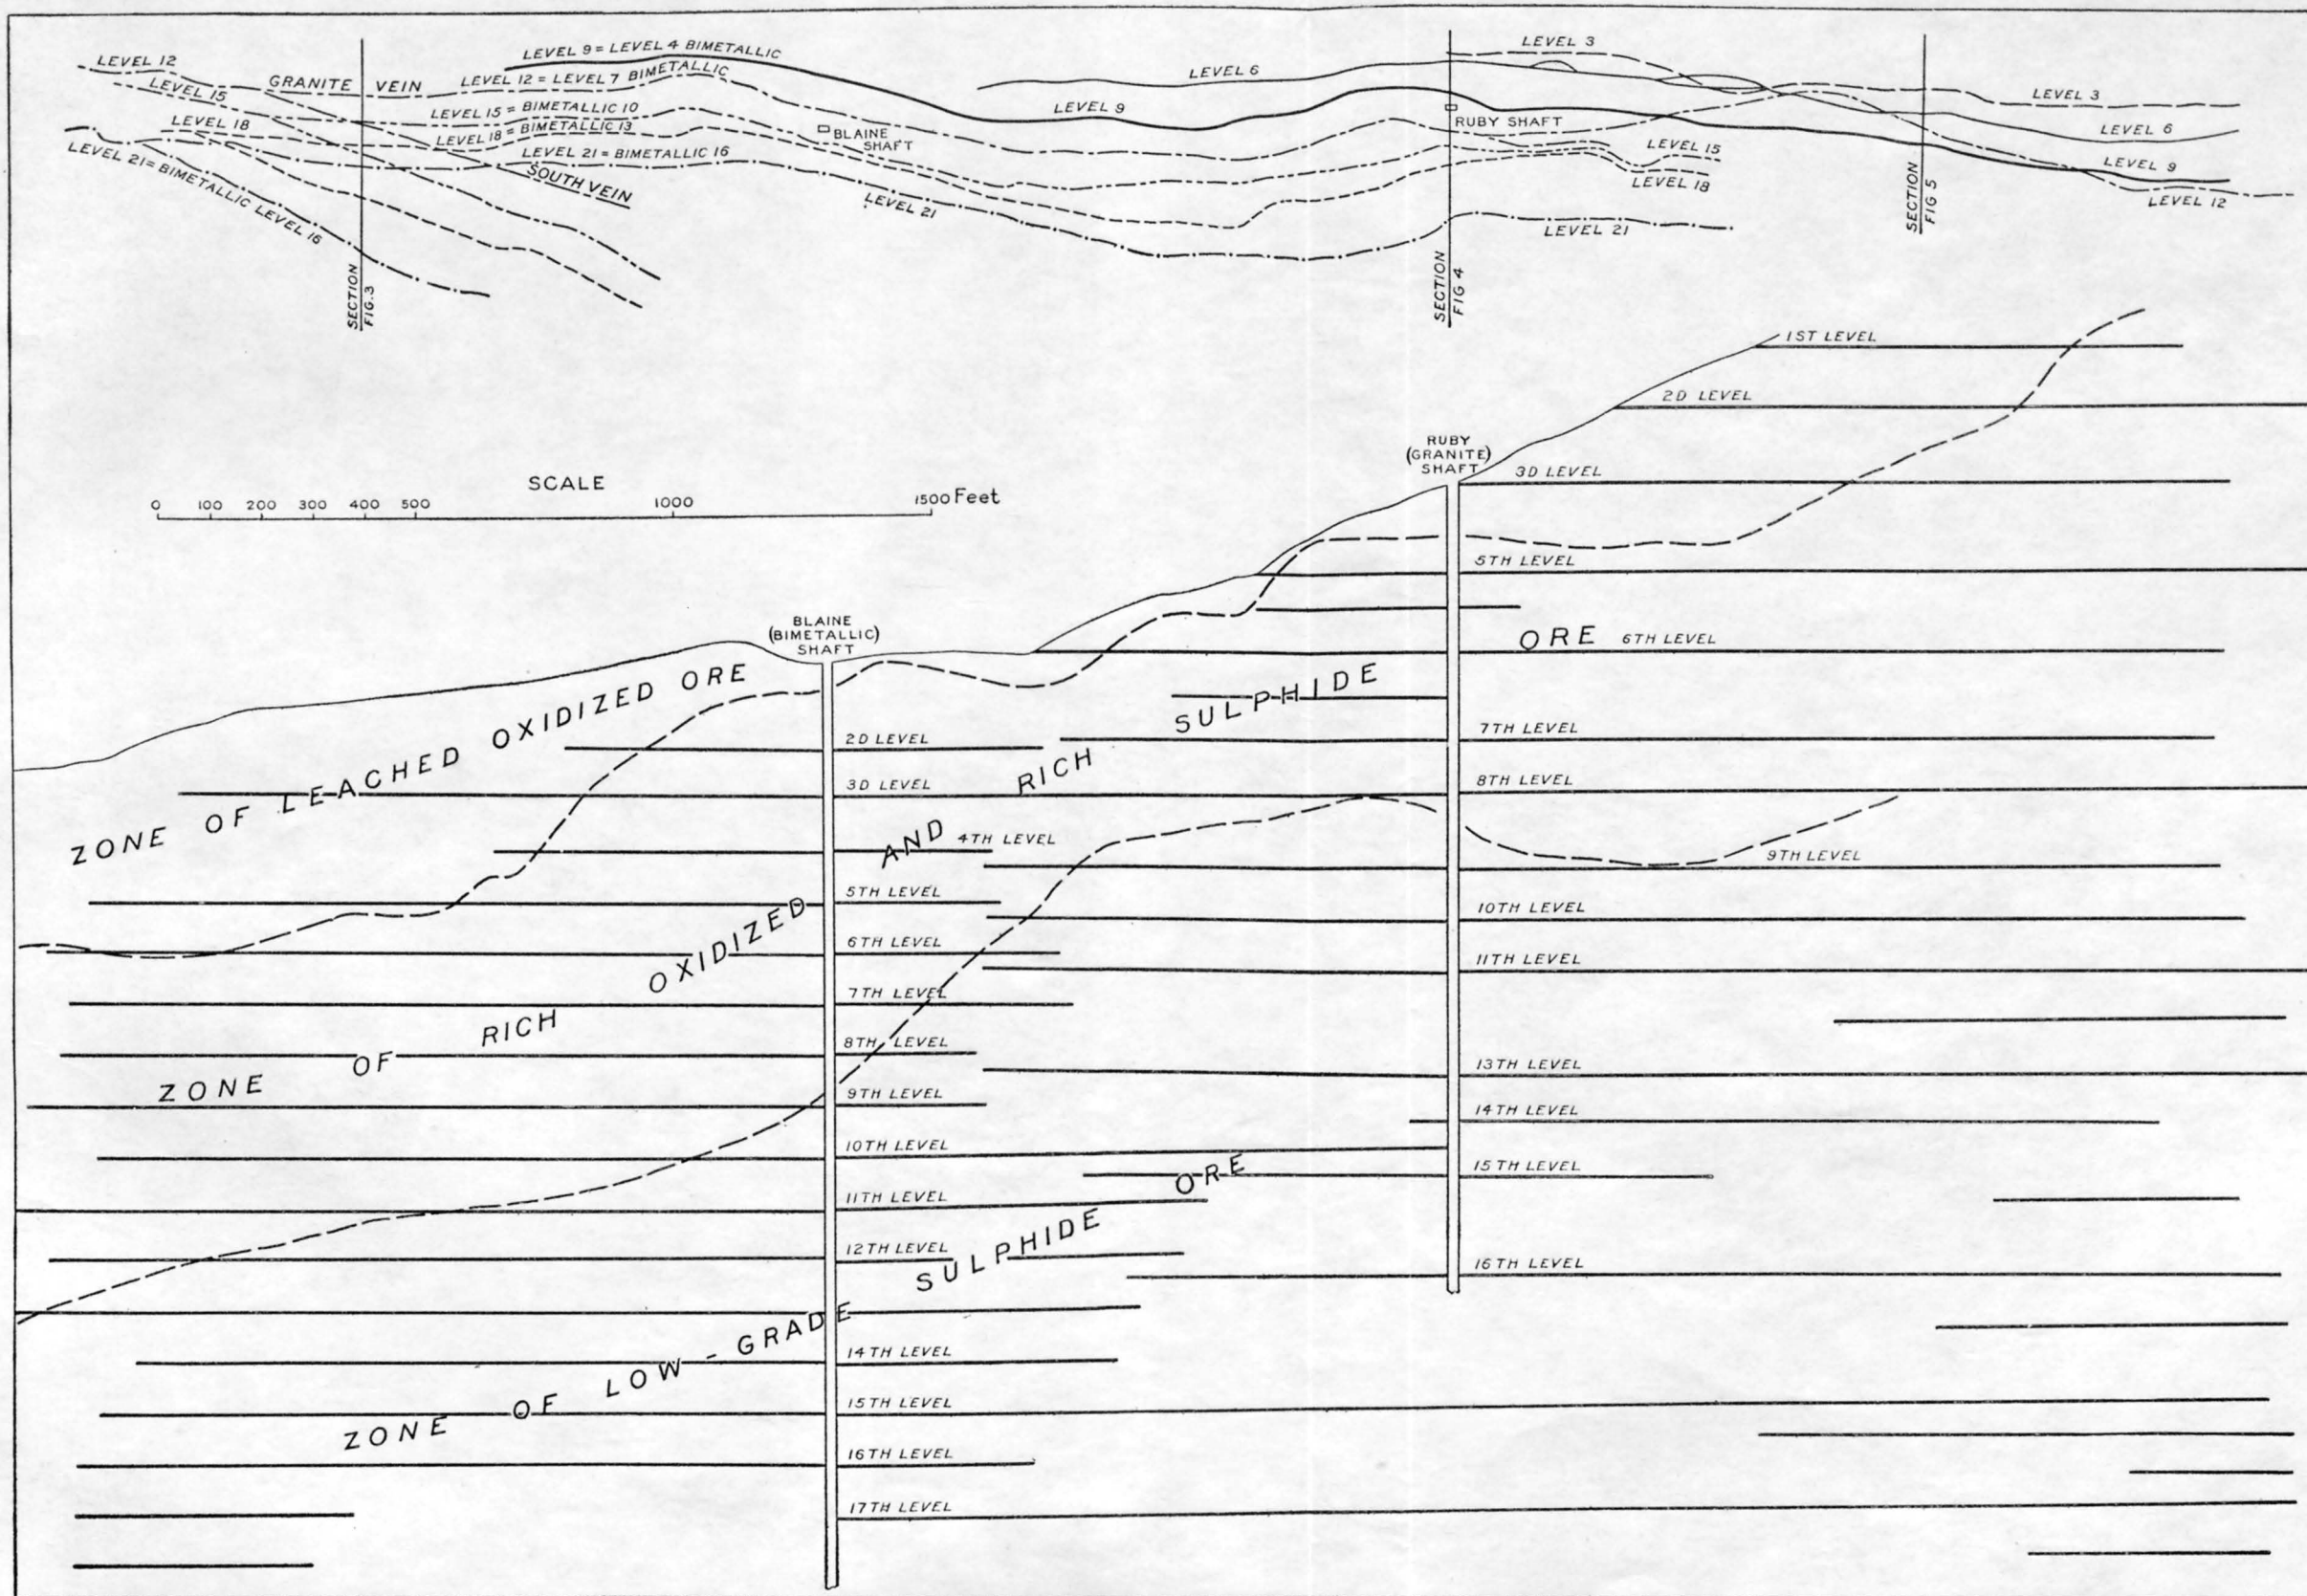 LEVEL 12
GRANITE VEIN
LEVEL 15
LEVEL 18
LEVEL 21 = BIMETALLIC LEVEL 16
LEVEL 9 = LEVEL 4 BIMETALLIC
LEVEL 12 = LEVEL 7 BIMETALLIC
LEVEL 15 = BIMETALLIC 10
LEVEL 18 = BIMETALLIC 13
LEVEL 21 = BIMETALLIC 16
SOUTH VEIN
BLAINE
SHAFT
LEVEL 21
LEVEL 6
LEVEL 9
LEVEL 3
RUBY SHAFT
LEVEL 15
LEVEL 18
LEVEL 21
LEVEL 3
LEVEL 6
LEVEL 9
LEVEL 12
SECTION
FIG.3
SECTION
FIG 4
SECTION
FIG 5
SCALE
0 100 200 300 400 500 1000 1500 Feet
1ST LEVEL
2D LEVEL
RUBY
(GRANITE)
SHAFT
3D LEVEL
5TH LEVEL
6TH LEVEL
7TH LEVEL
8TH LEVEL
9TH LEVEL
10TH LEVEL
11TH LEVEL
13TH LEVEL
14TH LEVEL
15TH LEVEL
16TH LEVEL
BLAINE
(BIMETALLIC)
SHAFT
2D LEVEL
3D LEVEL
4TH LEVEL
5TH LEVEL
6TH LEVEL
7TH LEVEL
8TH LEVEL
9TH LEVEL
10TH LEVEL
11TH LEVEL
12TH LEVEL
14TH LEVEL
15TH LEVEL
16TH LEVEL
17TH LEVEL
ZONE OF LEACHED OXIDIZED ORE
ZONE OF RICH OXIDIZED AND RICH SULPHIDE ORE
ZONE OF LOW-GRADE SULPHIDE ORE